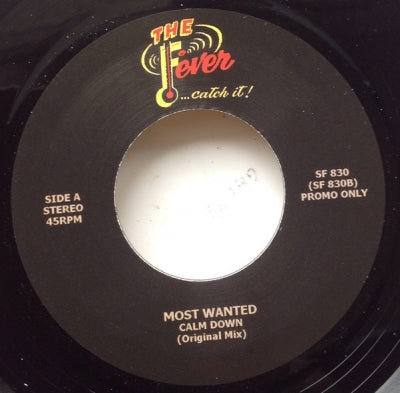 THE
Fever
...catch it!
SIDE A
STEREO
45RPM
SF 830
(SF 830B)
PROMO ONLY
MOST WANTED
CALM DOWN
(Original Mix)